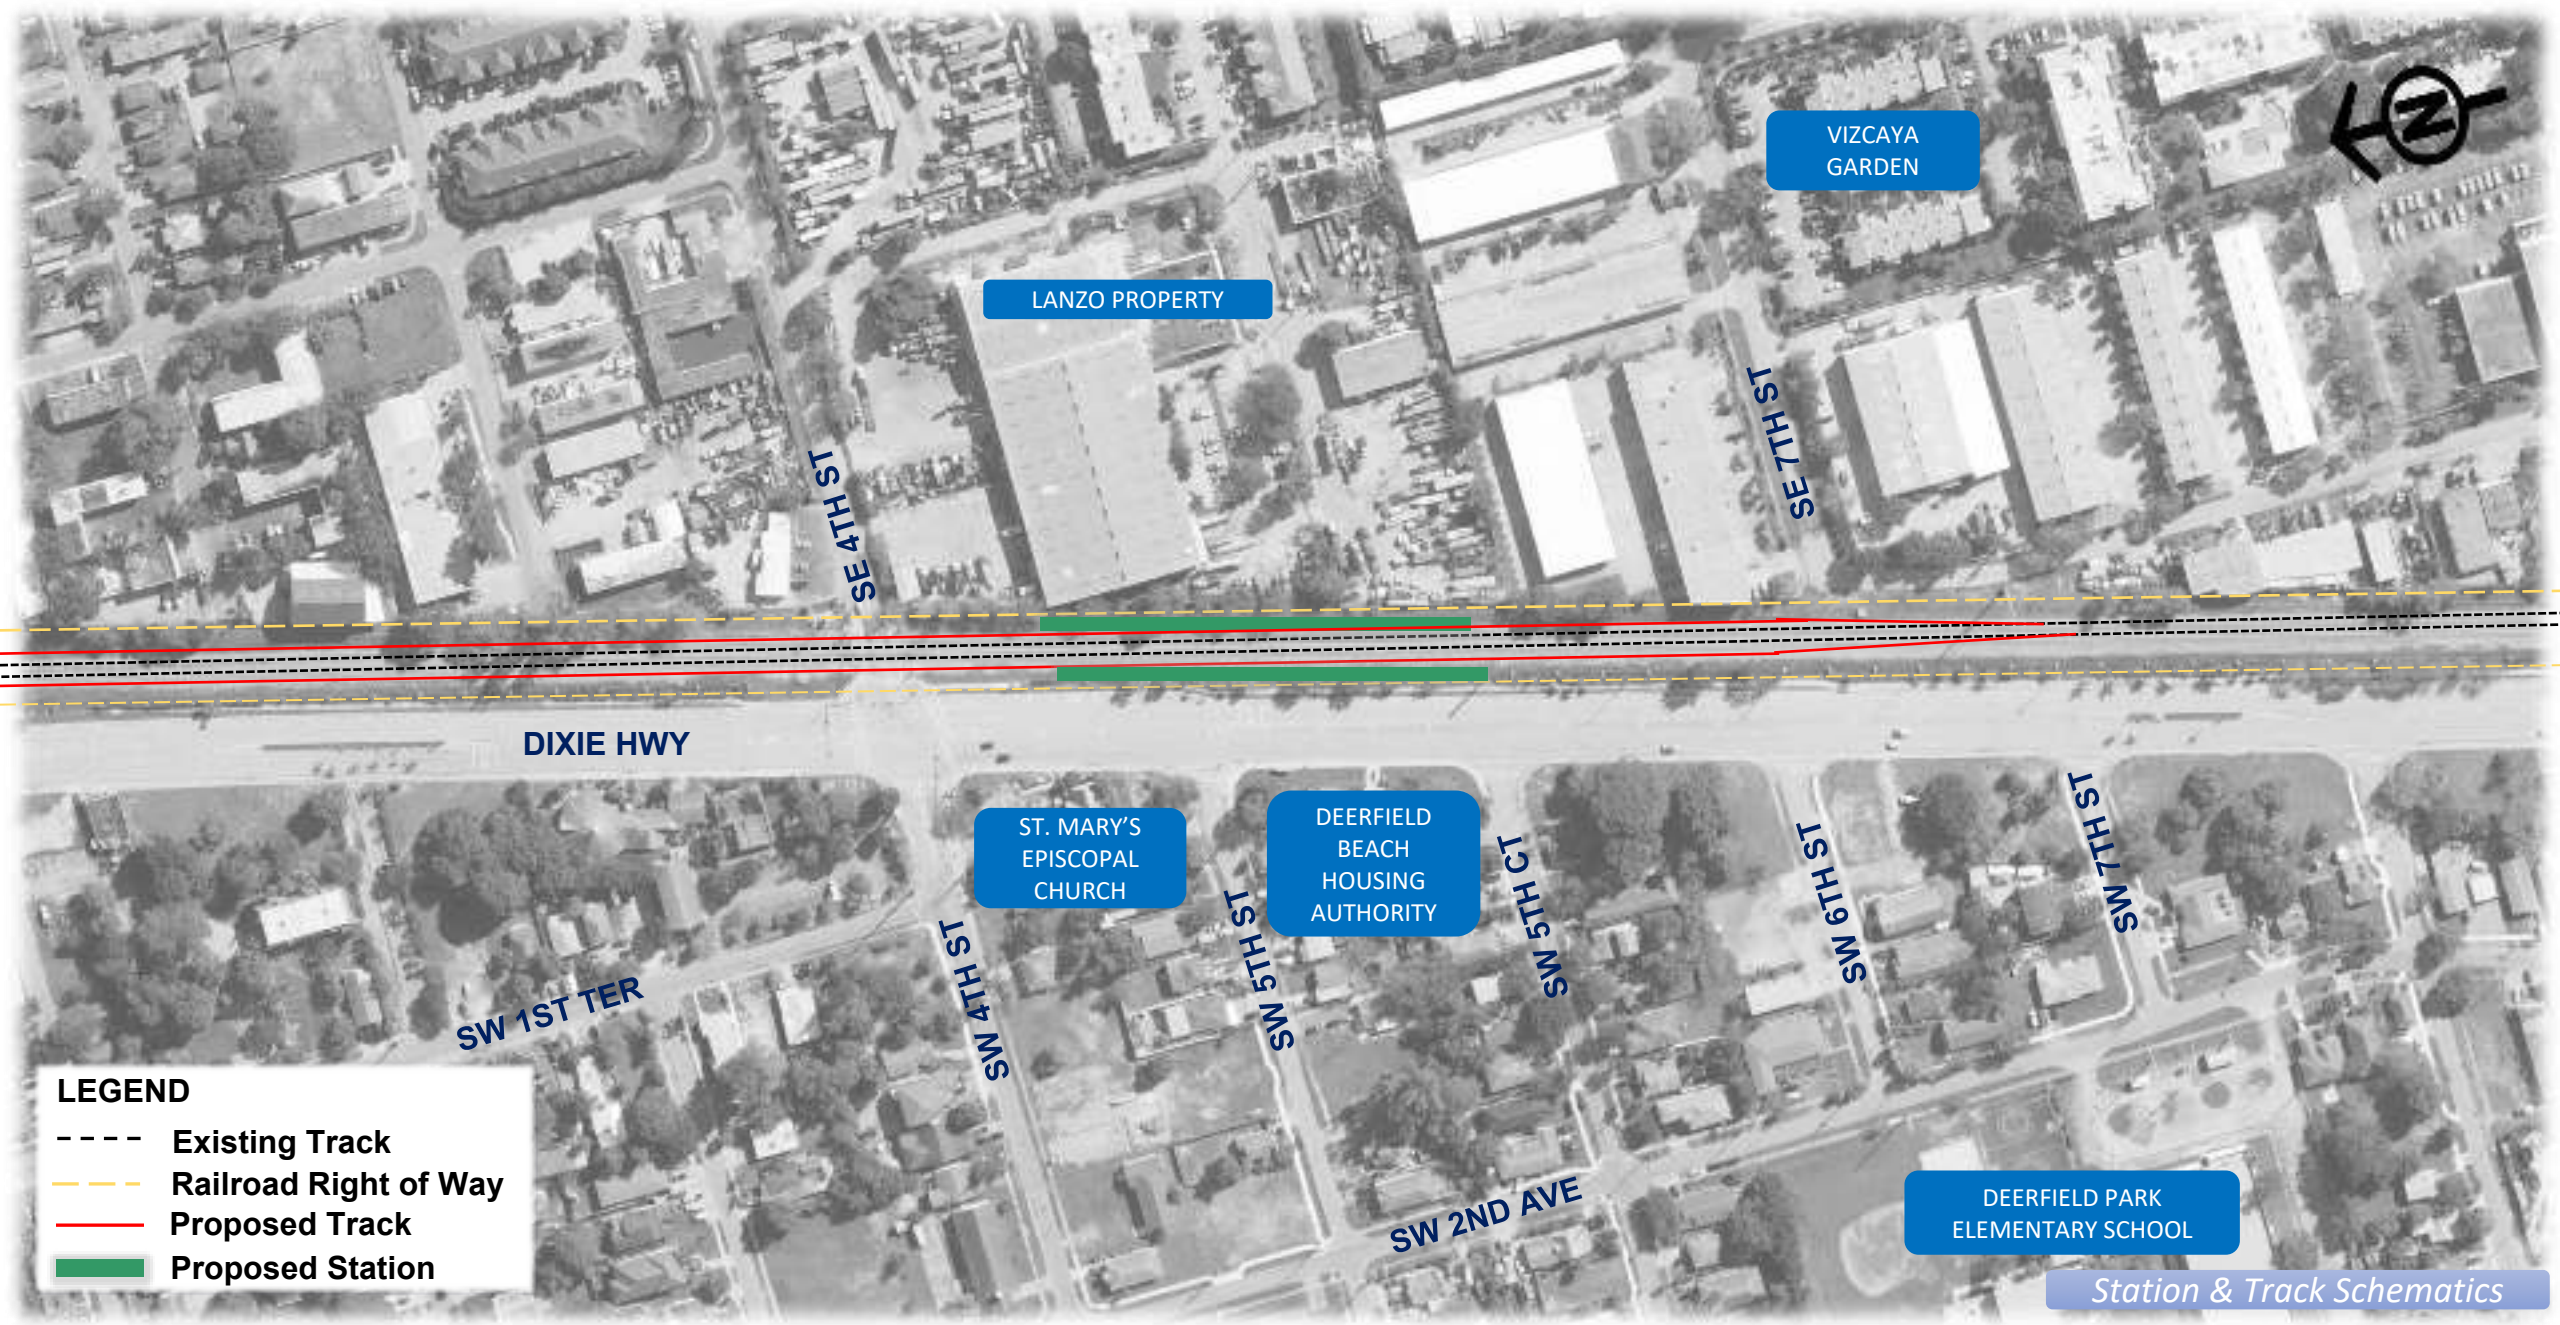 VIZCAYA
GARDEN
N
LANZO PROPERTY
SE 4TH ST
SE 7TH ST
DIXIE HWY
ST. MARY’S
EPISCOPAL
CHURCH
DEERFIELD
BEACH
HOUSING
AUTHORITY
SW 1ST TER
SW 4TH ST
SW 5TH ST
SW 5TH CT
SW 6TH ST
SW 7TH ST
SW 2ND AVE
LEGEND
Existing Track
Railroad Right of Way
Proposed Track
Proposed Station
DEERFIELD PARK
ELEMENTARY SCHOOL
Station & Track Schematics